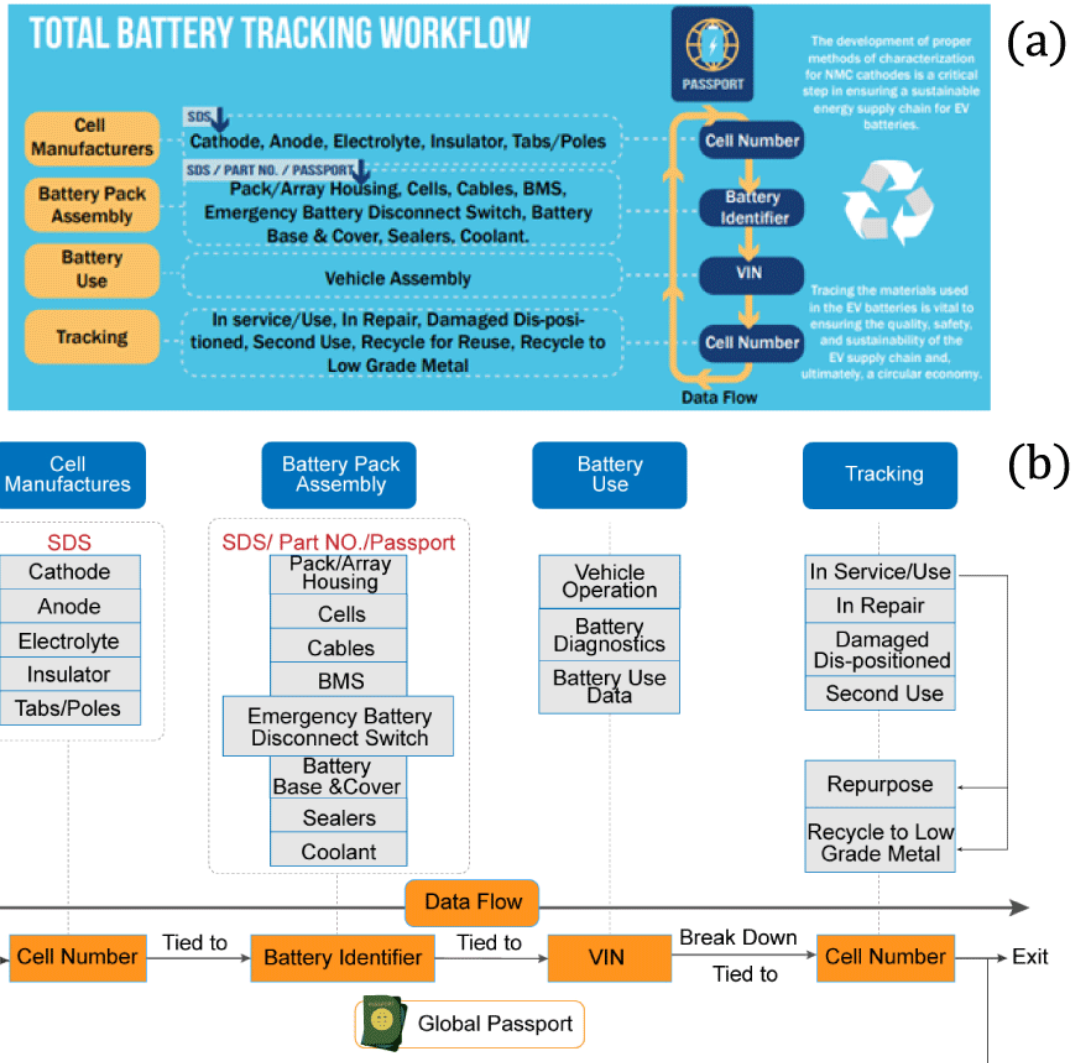 TOTAL BATTERY TRACKING WORKFLOW
(a)
PASSPORT
The development of proper
methods of characterization
for NMC cathodes is a critical
step in ensuring a sustainable
energy supply chain for EV
batteries.
Cell
Manufacturers
SDS
Cathode, Anode, Electrolyte, Insulator, Tabs/Poles
Cell Number
Battery Pack
Assembly
SDS / PART NO. / PASSPORT
Pack/Array Housing, Cells, Cables, BMS,
Emergency Battery Disconnect Switch, Battery
Base & Cover, Sealers, Coolant.
Battery
Identifier
Battery
Use
Vehicle Assembly
VIN
Tracking
In service/Use, In Repair, Damaged Dis-posi-
tioned, Second Use, Recycle for Reuse, Recycle to
Low Grade Metal
Cell Number
Tracing the materials used
in the EV batteries is vital to
ensuring the quality, safety,
and sustainability of the
EV supply chain and,
ultimately, a circular economy.
Data Flow
(b)
Cell
Manufactures
SDS
Cathode
Anode
Electrolyte
Insulator
Tabs/Poles
Battery Pack
Assembly
SDS/ Part NO./Passport
Pack/Array
Housing
Cells
Cables
BMS
Emergency Battery
Disconnect Switch
Battery
Base &Cover
Sealers
Coolant
Battery
Use
Vehicle
Operation
Battery
Diagnostics
Battery Use
Data
Tracking
In Service/Use
In Repair
Damaged
Dis-positioned
Second Use
Repurpose
Recycle to Low
Grade Metal
Data Flow
Cell Number
Tied to
Battery Identifier
Tied to
VIN
Break Down
Tied to
Cell Number
Exit
PASSPORT
Global Passport